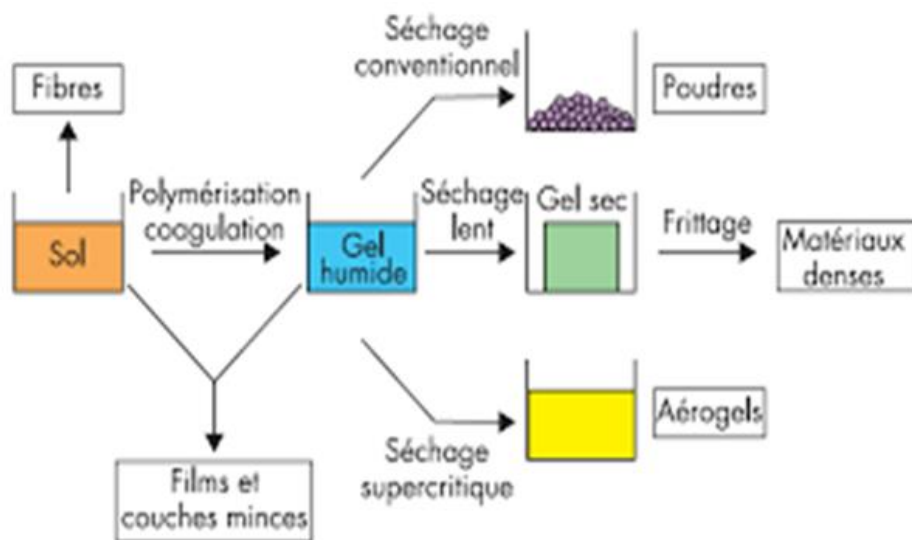 Séchage
conventionnel
Fibres
Poudres
Polymérisation
coagulation
Séchage
lent
Gel sec
Frittage
Sol
Gel
humide
Matériaux
denses
Aérogels
Séchage
supercritique
Films et
couches minces